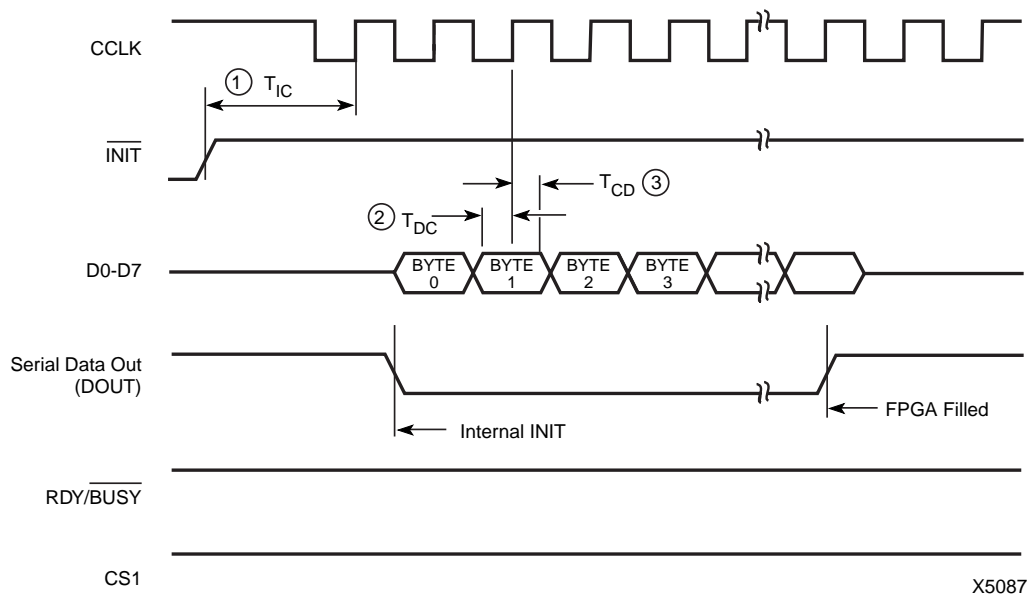 CCLK
1 T_IC
INIT
T_CD 3
2 T_DC
D0-D7
BYTE 0
BYTE 1
BYTE 2
BYTE 3
Serial Data Out
(DOUT)
FPGA Filled
Internal INIT
RDY/BUSY
CS1
X5087